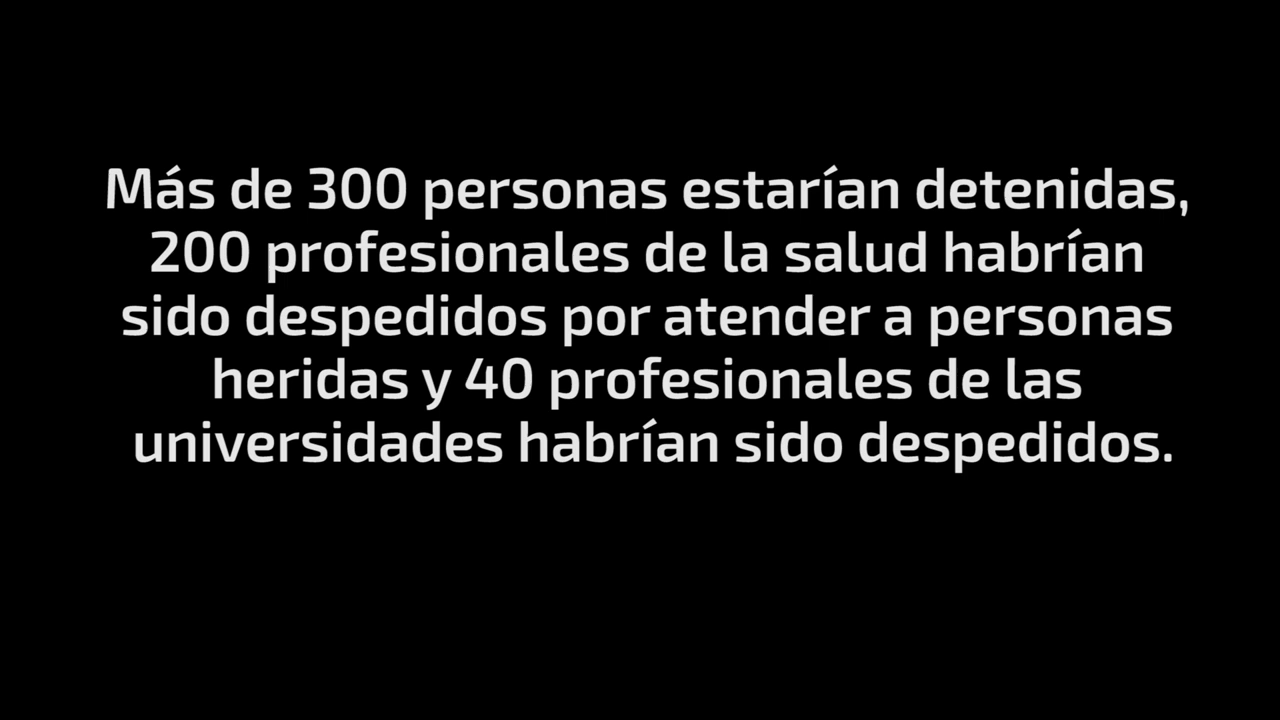 Más de 300 personas estarían detenidas,
200 profesionales de la salud habrían
sido despedidos por atender a personas
heridas y 40 profesionales de las
universidades habrían sido despedidos.